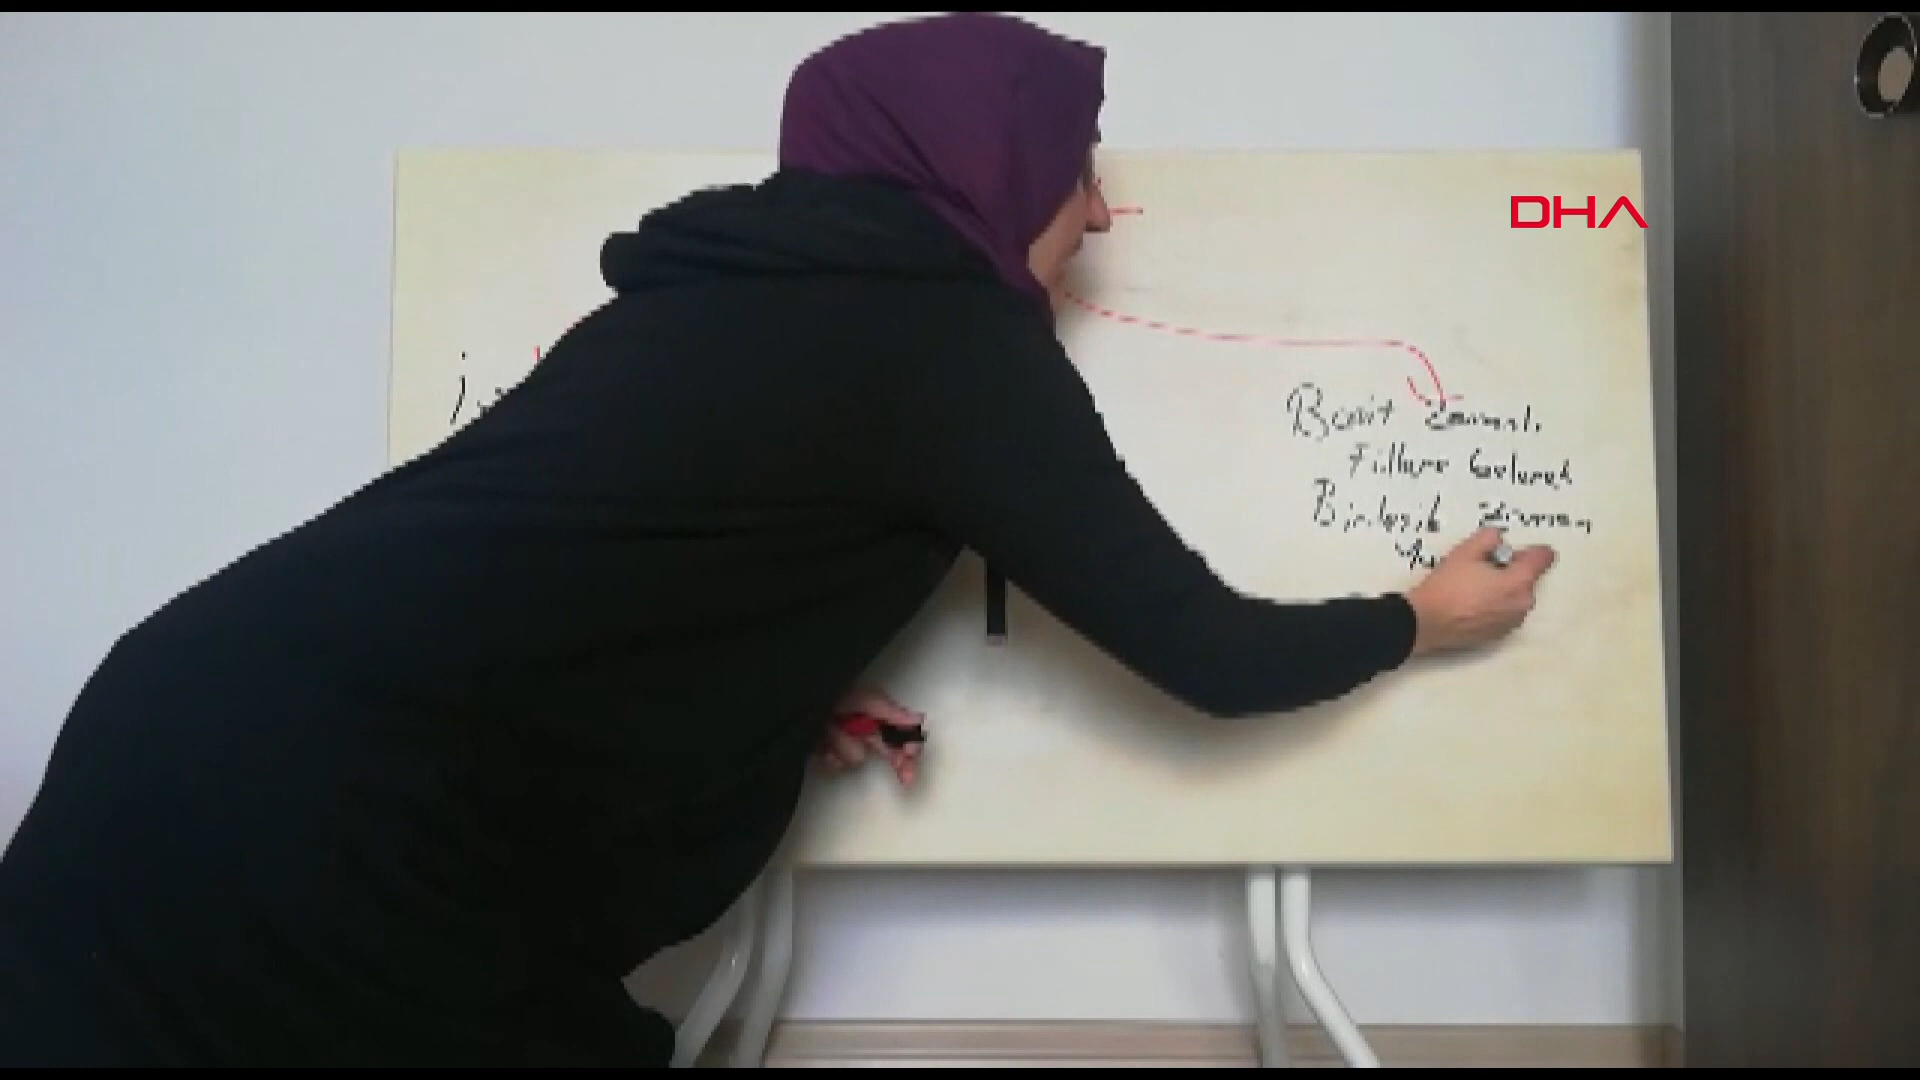 DHA
Basit zamanlı
Fiillere Gelerek
Birleşik zaman